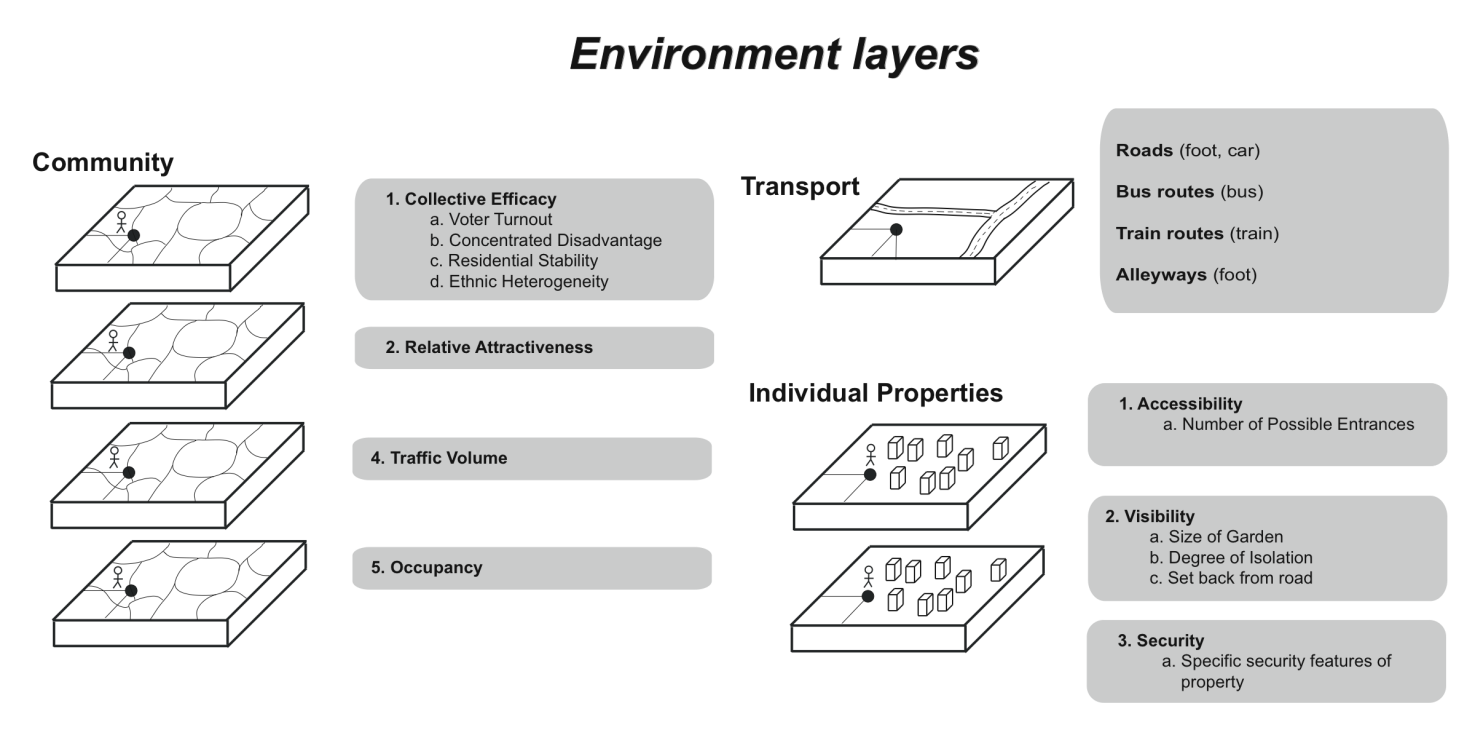 Environment layers
Community
1. Collective Efficacy
a. Voter Turnout
b. Concentrated Disadvantage
c. Residential Stability
d. Ethnic Heterogeneity
2. Relative Attractiveness
4. Traffic Volume
5. Occupancy
Transport
Roads (foot, car)
Bus routes (bus)
Train routes (train)
Alleyways (foot)
Individual Properties
1. Accessibility
a. Number of Possible Entrances
2. Visibility
a. Size of Garden
b. Degree of Isolation
c. Set back from road
3. Security
a. Specific security features of
property